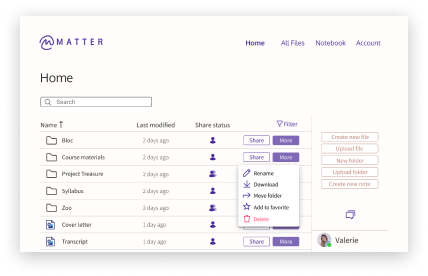 MATTER
Home All Files Notebook Account
Home
Search
Name Last modified Share status Filter
Bloc 2 days ago Share More
Course materials 2 days ago Share More
Project Treasure 2 days ago
Syllabus 2 days ago
Zoo 2 days ago
Cover letter 1 day ago
Transcript 1 day ago Share More
Rename
Download
Move folder
Add to favorite
Delete
Create new file
Upload file
New folder
Upload folder
Create new note
Valerie